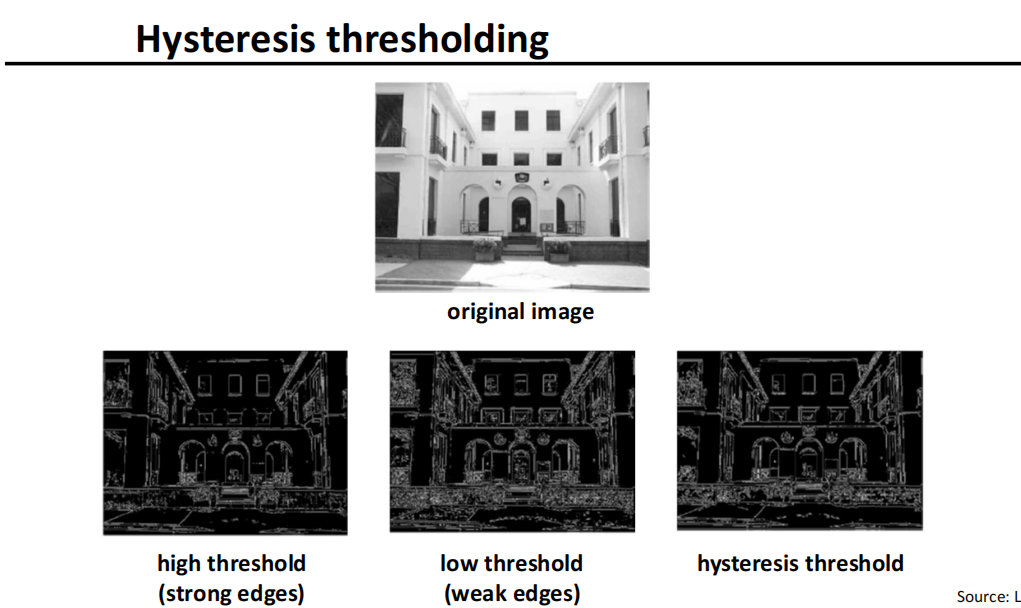 Hysteresis thresholding
original image
high threshold
(strong edges)
low threshold
(weak edges)
hysteresis threshold
Source: L